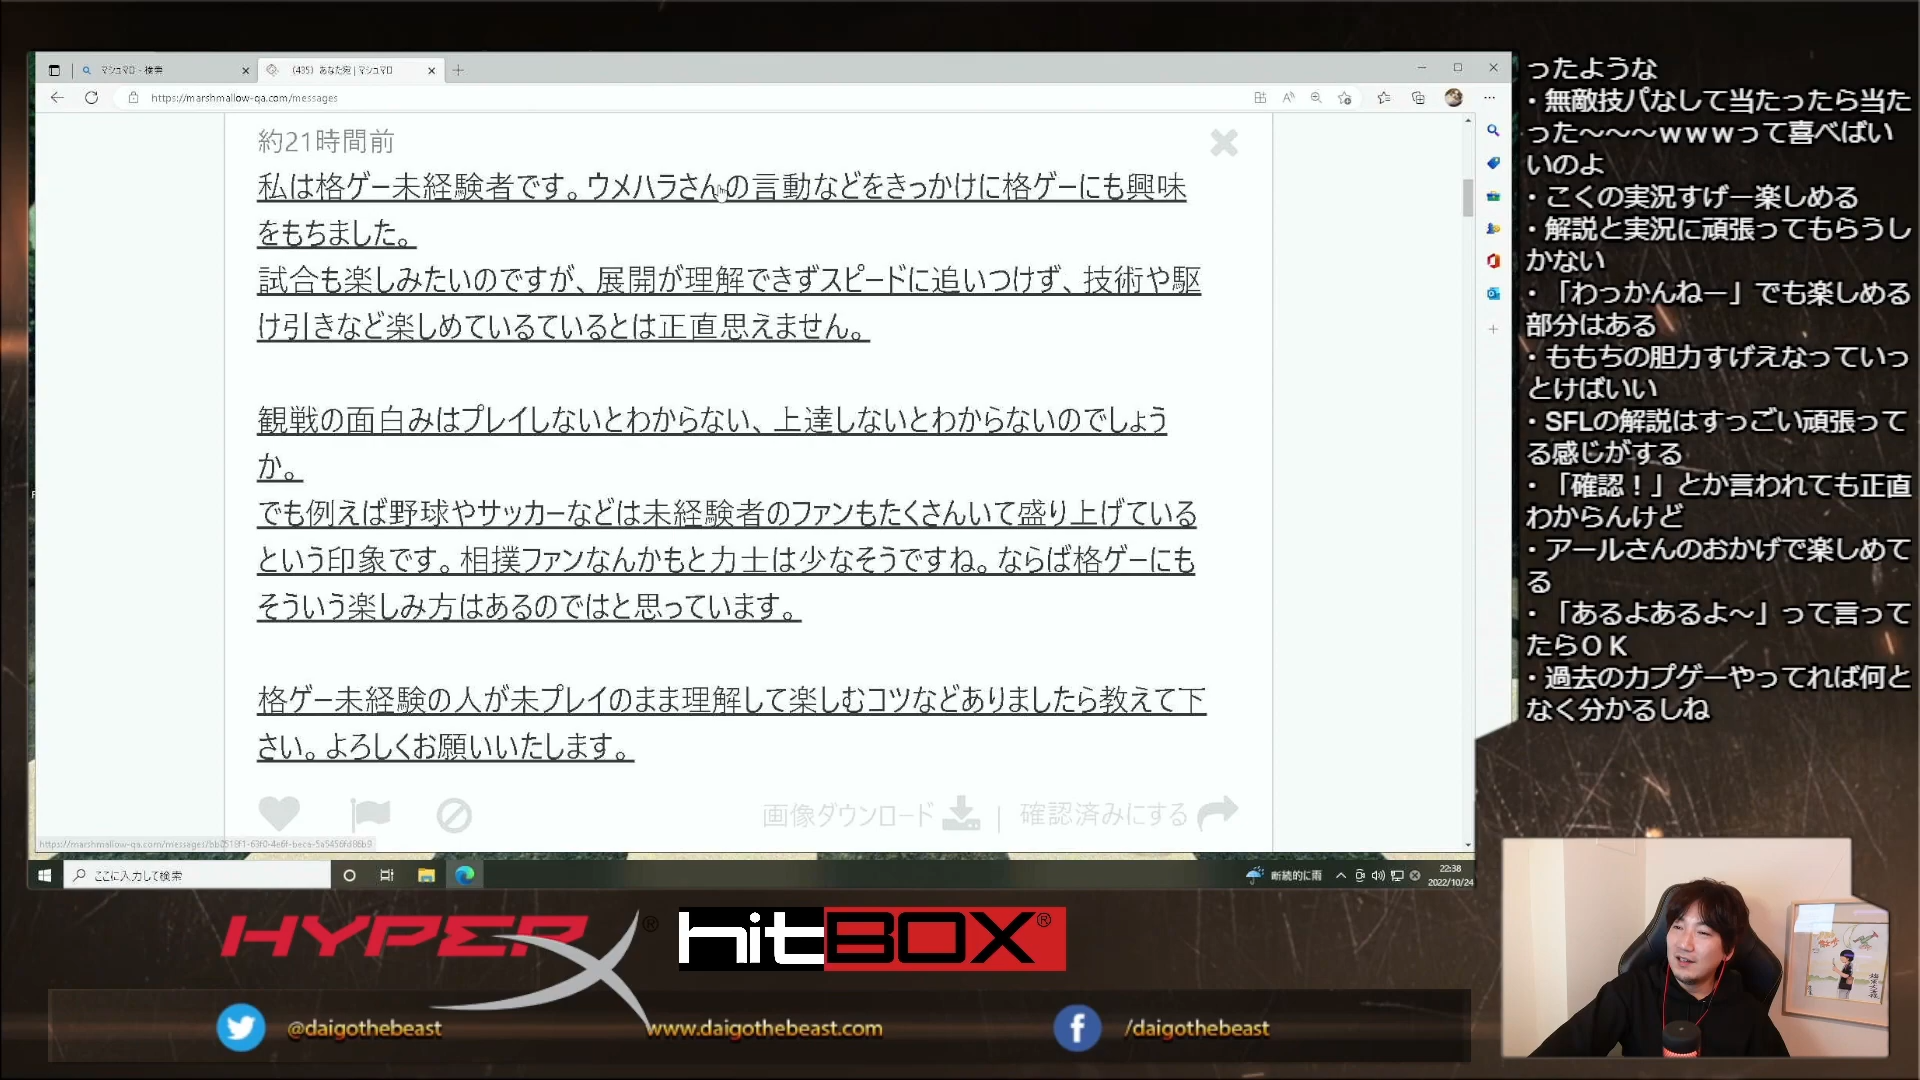 マシュマロ - 検索
(435) あなた宛 | マシュマロ
https://marshmallow-qa.com/messages
約21時間前
私は格ゲー未経験者です。ウメハラさんの言動などをきっかけに格ゲーにも興味
をもちました。
試合も楽しみたいのですが、展開が理解できずスピードに追いつけず、技術や駆
け引きなど楽しめているているとは正直思えません。
観戦の面白みはプレイしないとわからない、上達しないとわからないのでしょう
か。
でも例えば野球やサッカーなどは未経験者のファンもたくさんいて盛り上げている
という印象です。相撲ファンなんかもと力士は少なそうですね。ならば格ゲーにも
そういう楽しみ方はあるのではと思っています。
格ゲー未経験の人が未プレイのまま理解して楽しむコツなどありましたら教えて下
さい。よろしくお願いいたします。
画像ダウンロード | 確認済みにする
ここに入力して検索
断続的に雨
22:38
2022/10/24
ったような
・無敵技パなして当たったら当た
った～～～ｗｗｗって喜べばい
いのよ
・こくの実況すげー楽しめる
・解説と実況に頑張ってもらうし
かない
・「わっかんねー」でも楽しめる
部分はある
・ももちの胆力すげえなっていっ
とけばいい
・SFLの解説はすっごい頑張って
る感じがする
・「確認！」とか言われても正直
わからんけど
・アールさんのおかげで楽しめて
る
・「あるよあるよ～」って言って
たらＯＫ
・過去のカプゲーやってれば何と
なく分かるしね
HYPERX®
hitBOX®
@daigothebeast
www.daigothebeast.com
/daigothebeast